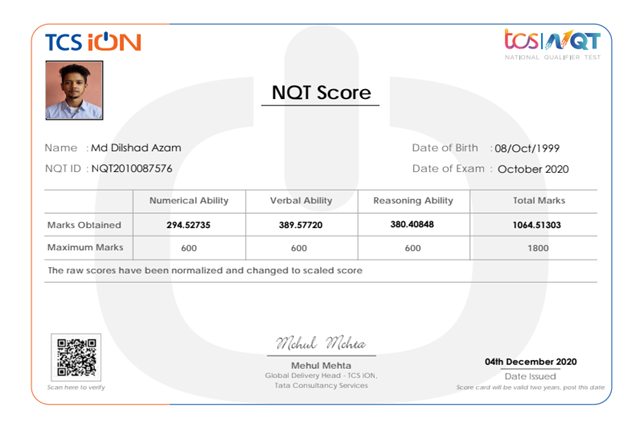 TCS iON
tcs|NQT
NATIONAL QUALIFIER TEST
NQT Score
Name : Md Dilshad Azam
Date of Birth : 08/Oct/1999
NQT ID : NQT2010087576
Date of Exam : October 2020
Numerical Ability Verbal Ability Reasoning Ability Total Marks
Marks Obtained 294.52735 389.57720 380.40848 1064.51303
Maximum Marks 600 600 600 1800
The raw scores have been normalized and changed to scaled score
Scan here to verify
Mehul Mehta
Mehul Mehta
Global Delivery Head - TCS iON,
Tata Consultancy Services
04th December 2020
Date Issued
Score card will be valid two years, post this date